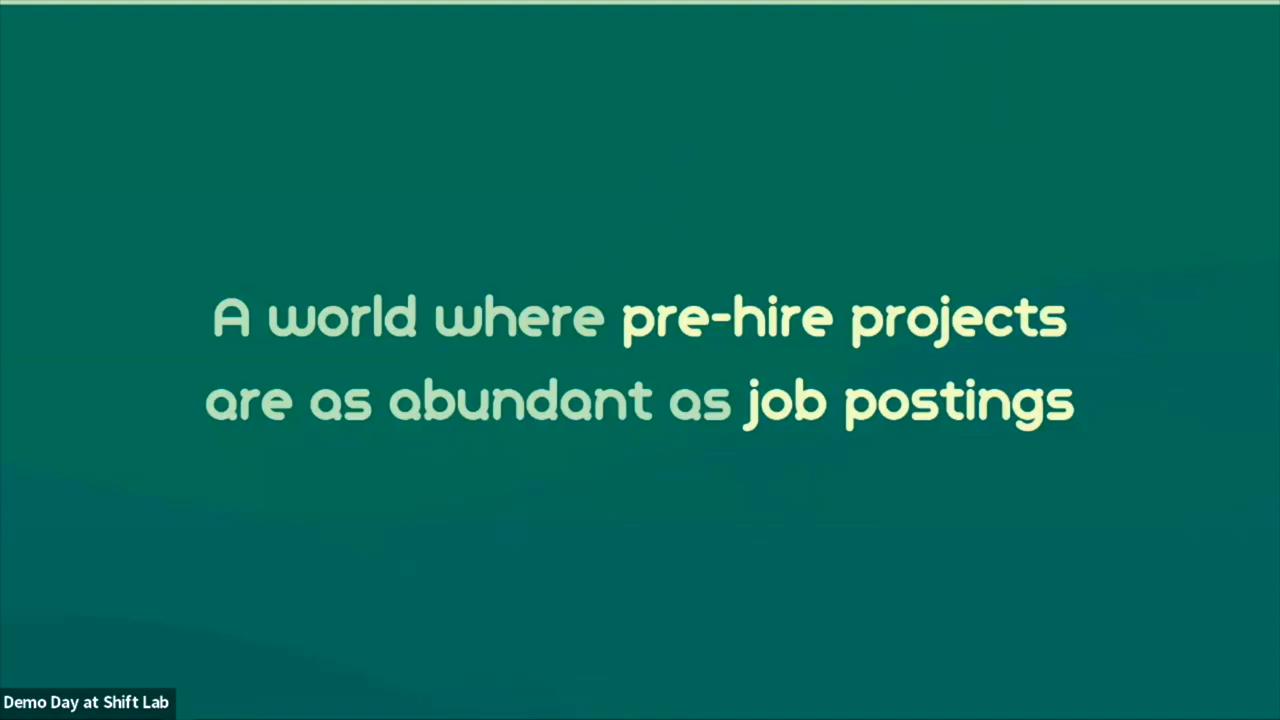 A world where pre-hire projects
are as abundant as job postings
Demo Day at Shift Lab